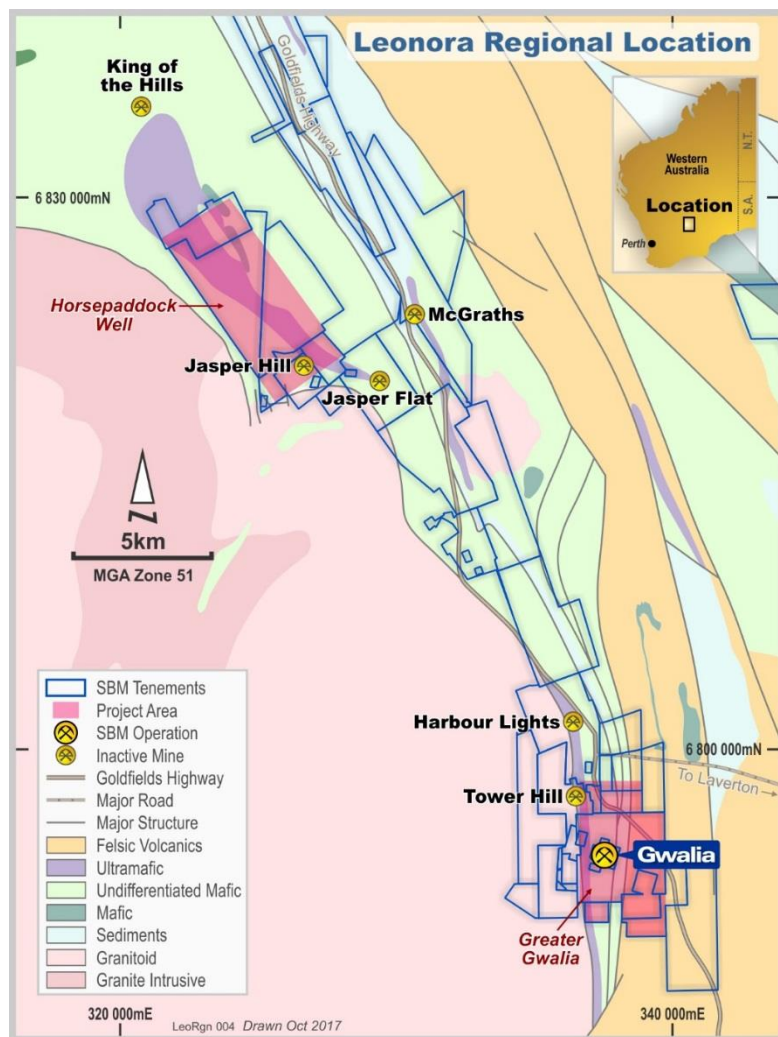 Leonora Regional Location
King of
the Hills
Goldfields Highway
N.T.
Western
Australia
S.A.
Location
Perth
6 830 000mN
Horsepaddock
Well
McGraths
Jasper Hill
Jasper Flat
N
5km
MGA Zone 51
SBM Tenements
Project Area
SBM Operation
Inactive Mine
Goldfields Highway
Major Road
Major Structure
Felsic Volcanics
Ultramafic
Undifferentiated Mafic
Mafic
Sediments
Granitoid
Granite Intrusive
Harbour Lights
6 800 000mN
To Laverton
Tower Hill
Gwalia
Greater
Gwalia
320 000mE
LeoRgn 004 Drawn Oct 2017
340 000mE